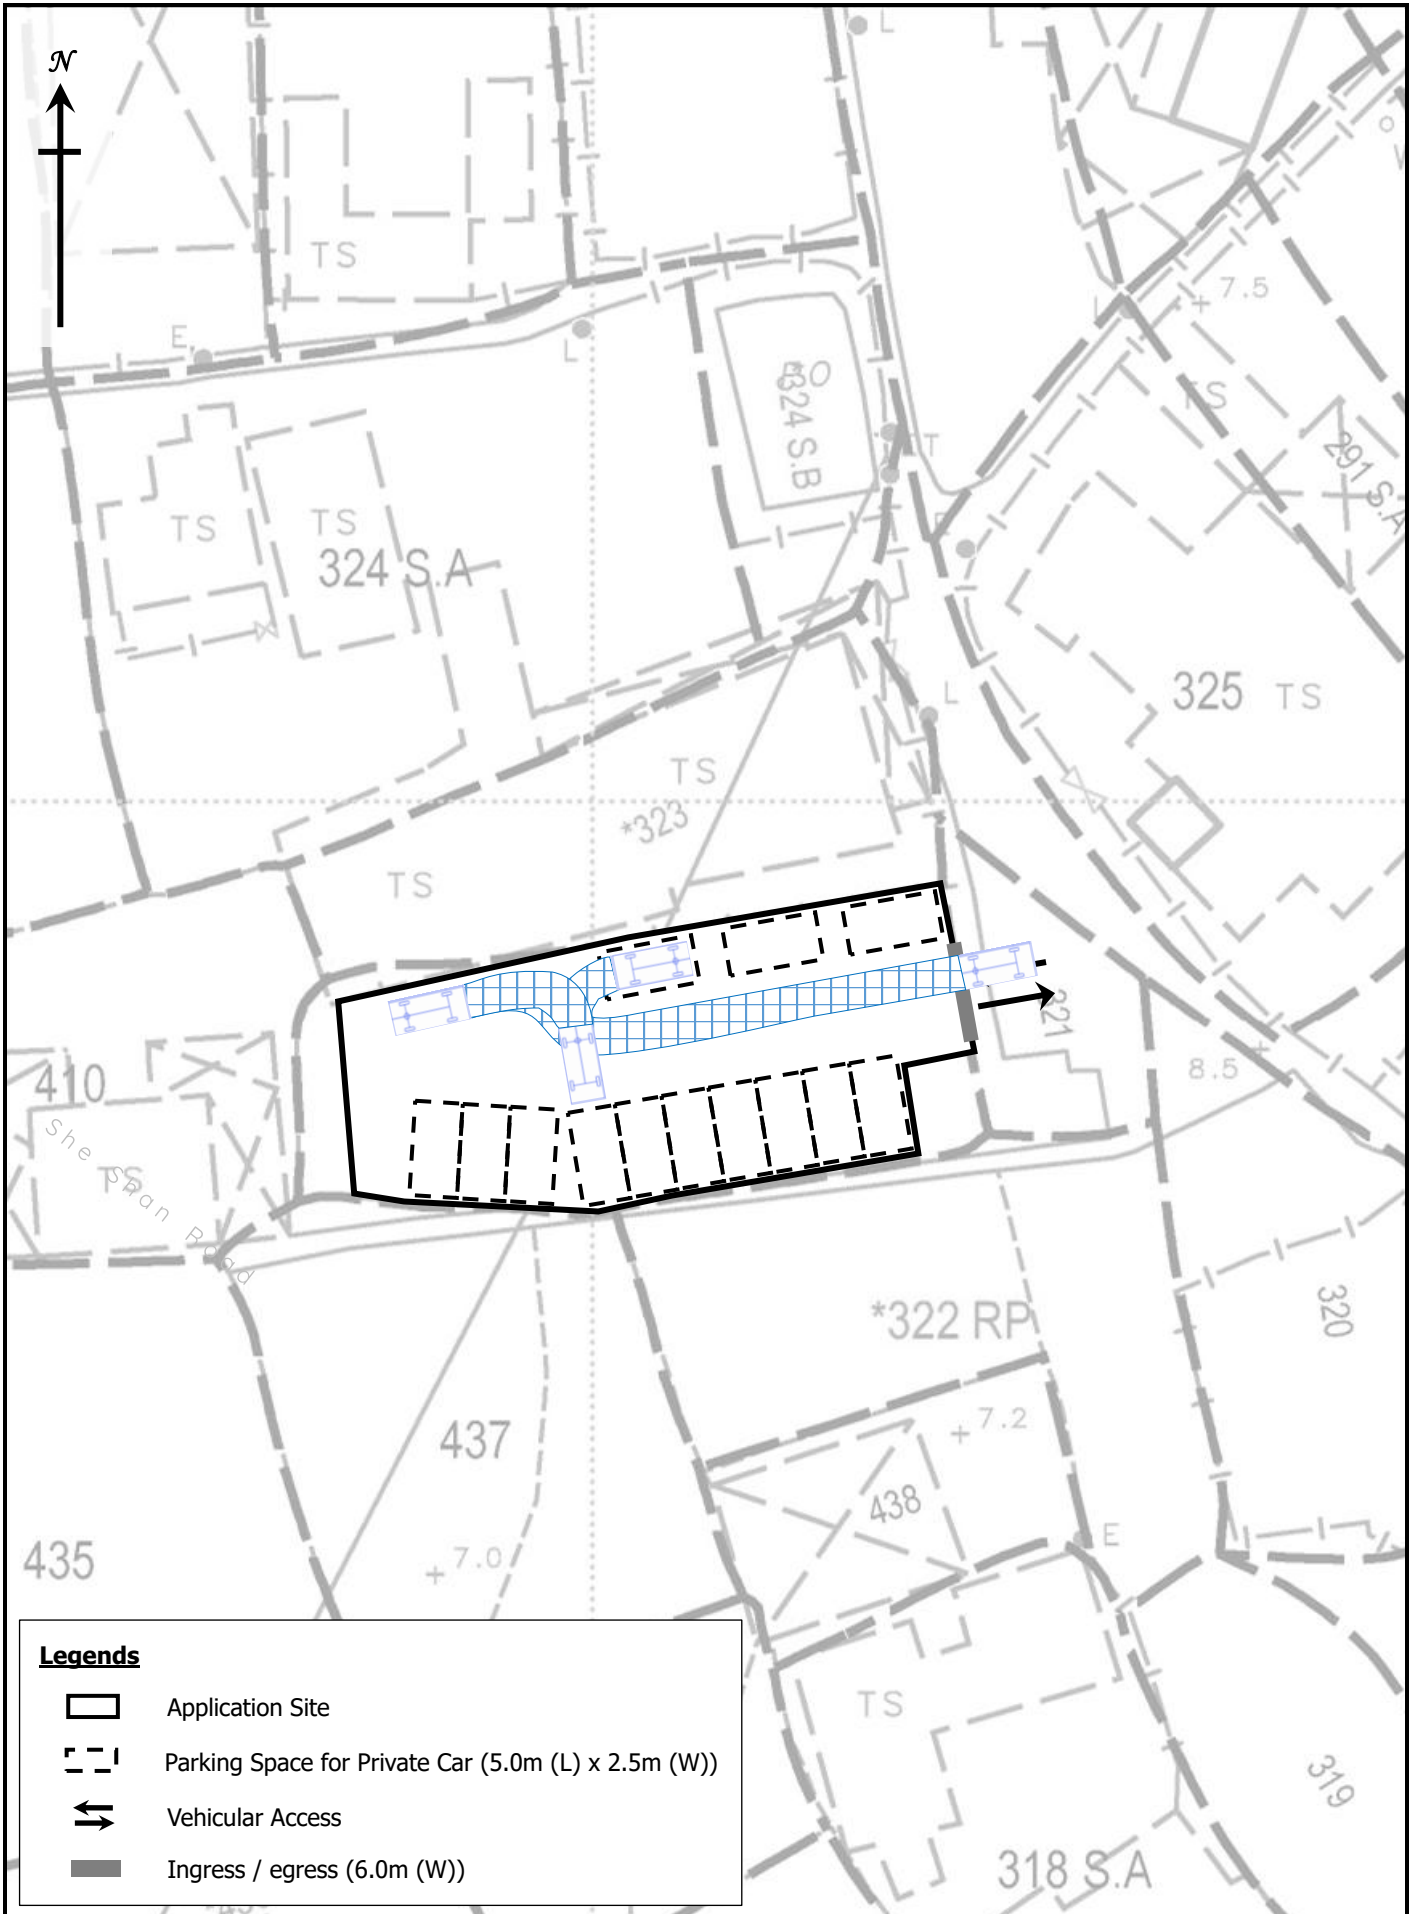 N
L
TS
7.5
L
E
L
BO
*324 S.B
TS
T
291 S.A
TS
TS
324 S.A
E
L
325 TS
TS
*323
TS
321
410
8.5
She Shan Road
TS
*322 RP
320
7.2
437
438
E
435
7.0
TS
319
318 S.A
Legends
Application Site
Parking Space for Private Car (5.0m (L) x 2.5m (W))
Vehicular Access
Ingress / egress (6.0m (W))